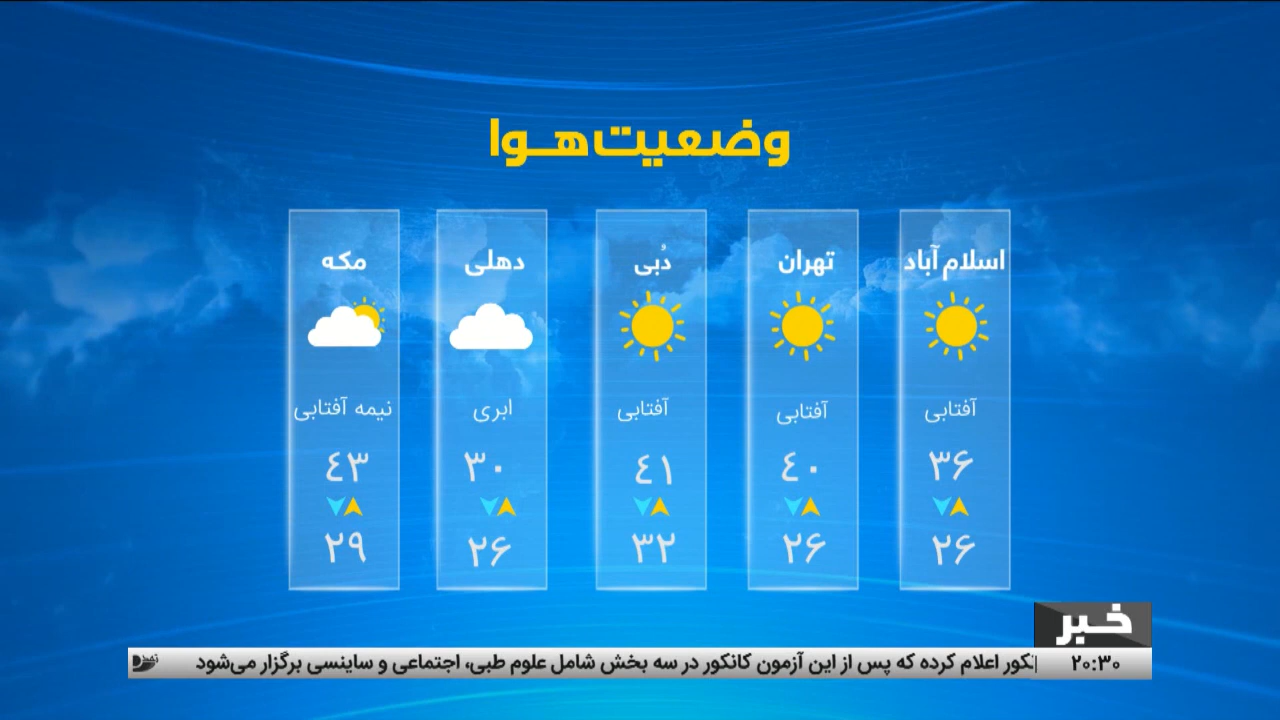 وضعیت هوا
اسلام آباد
آفتابی
۳۶
۲۶
تهران
آفتابی
۴۰
۲۶
دُبی
آفتابی
۴۱
۳۲
دهلی
ابری
۳۰
۲۶
مکه
نیمه آفتابی
۴۳
۲۹
خبر
۲۰:۳۰
نکور اعلام کرده که پس از این آزمون کانکور در سه بخش شامل علوم طبی، اجتماعی و ساینسی برگزار می‌شود